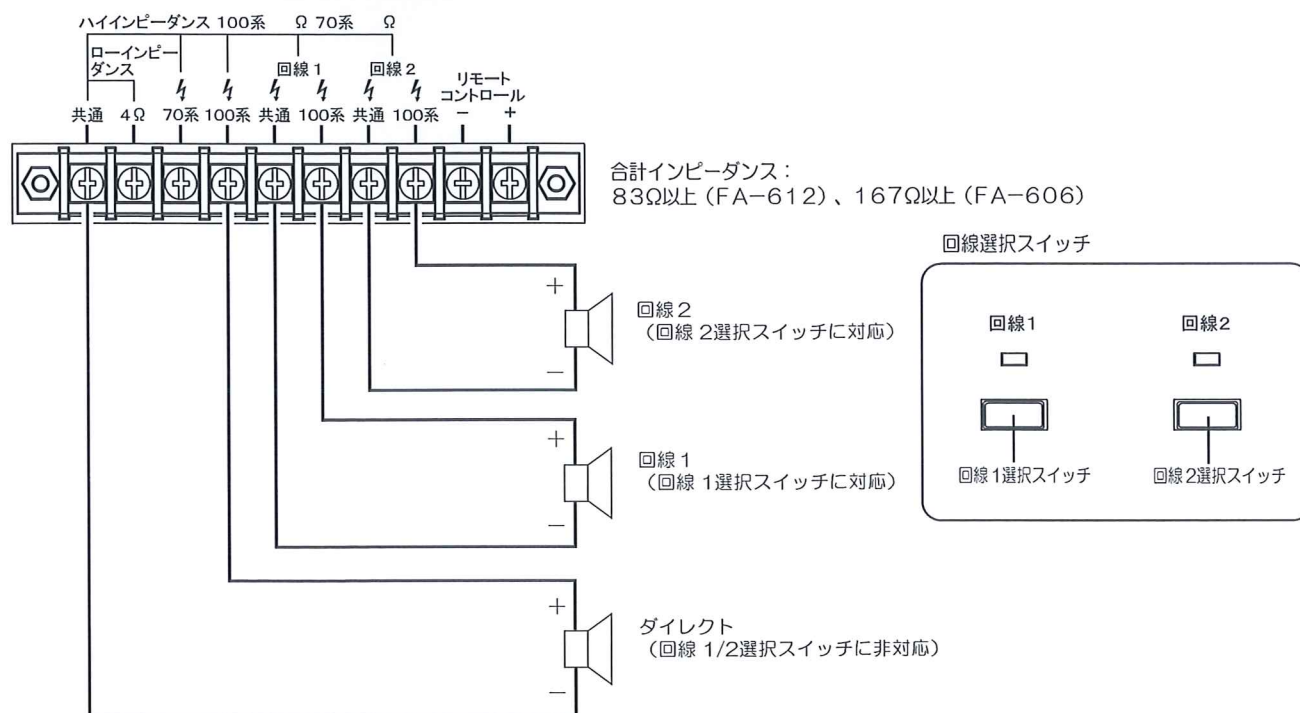 ハイインピーダンス 100系 Ω 70系 Ω
ローインピー
ダンス
回線1 回線2
リモート
コントロール
共通 4Ω 70系 100系 共通 100系 共通 100系 － ＋
合計インピーダンス：
83Ω以上（FA−612）、167Ω以上（FA−606）
回線選択スイッチ
回線1 回線2
回線1選択スイッチ 回線2選択スイッチ
＋
回線2
（回線 2選択スイッチに対応）
－
＋
回線1
（回線 1選択スイッチに対応）
－
＋
ダイレクト
（回線 1/2選択スイッチに非対応）
－